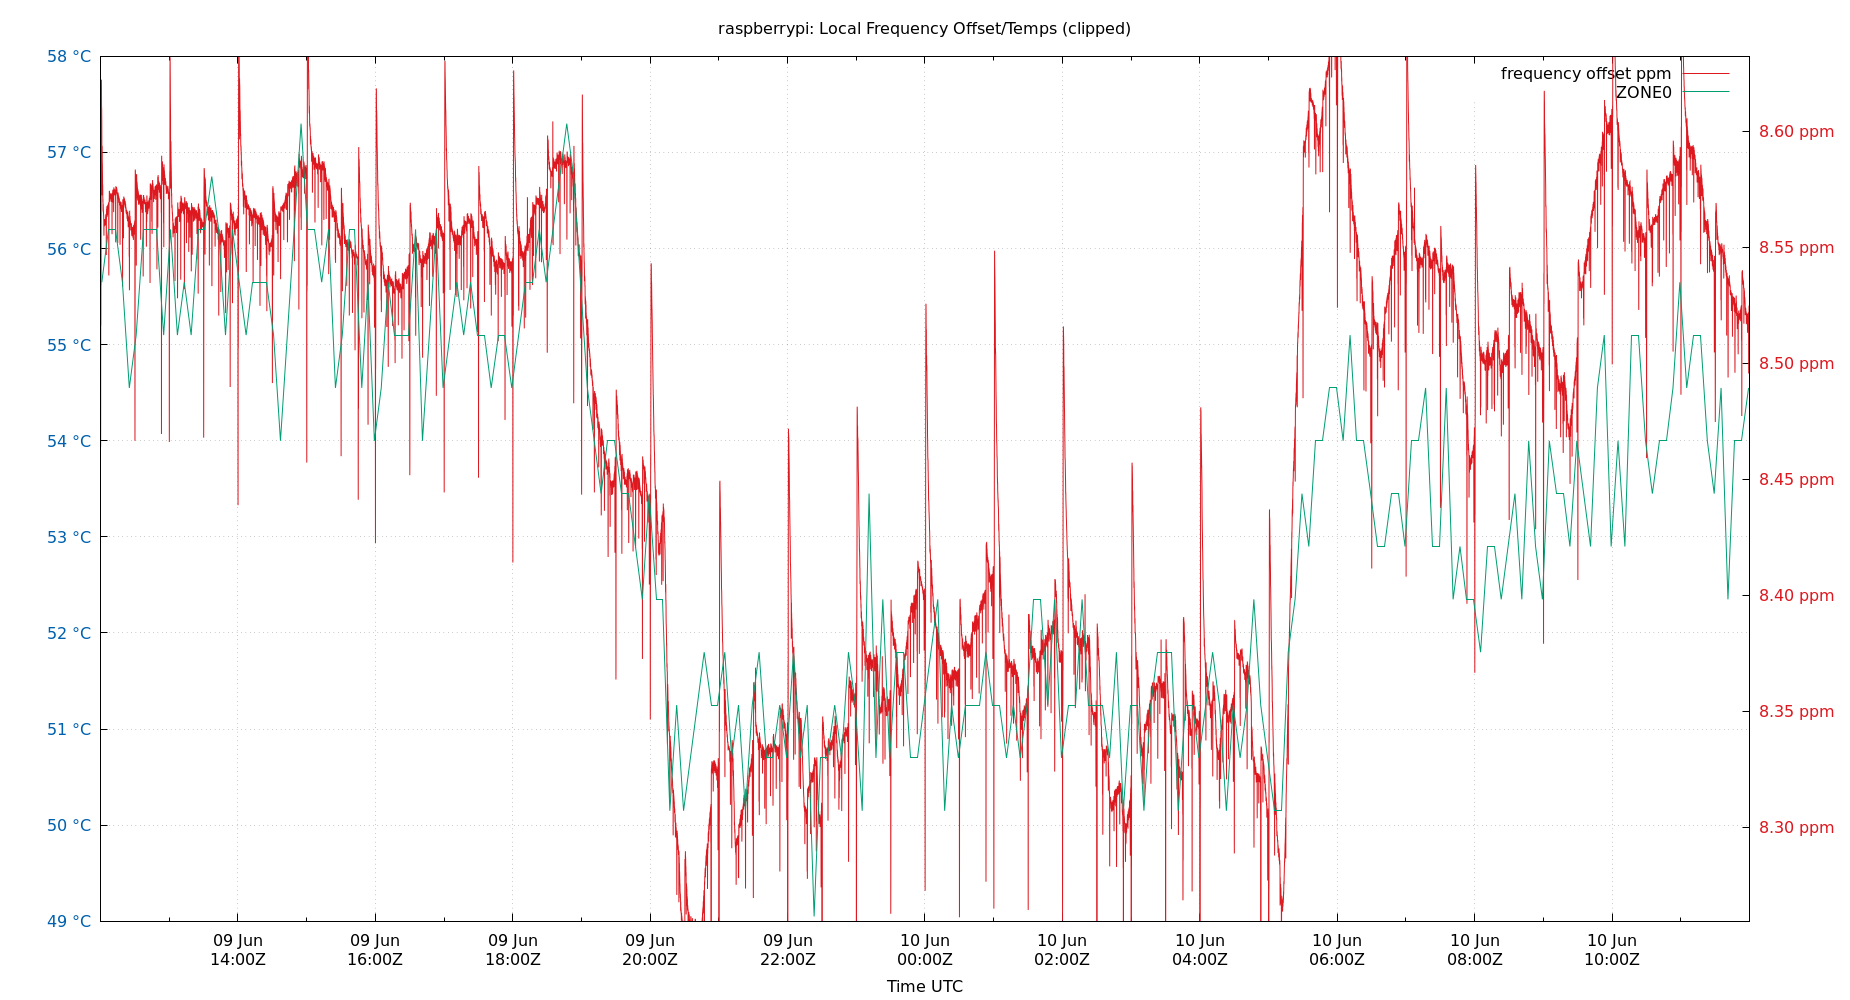 raspberrypi: Local Frequency Offset/Temps (clipped)
58 °C
57 °C
56 °C
55 °C
54 °C
53 °C
52 °C
51 °C
50 °C
49 °C
frequency offset ppm
ZONE0
8.60 ppm
8.55 ppm
8.50 ppm
8.45 ppm
8.40 ppm
8.35 ppm
8.30 ppm
09 Jun
14:00Z
09 Jun
16:00Z
09 Jun
18:00Z
09 Jun
20:00Z
09 Jun
22:00Z
10 Jun
00:00Z
10 Jun
02:00Z
10 Jun
04:00Z
10 Jun
06:00Z
10 Jun
08:00Z
10 Jun
10:00Z
Time UTC